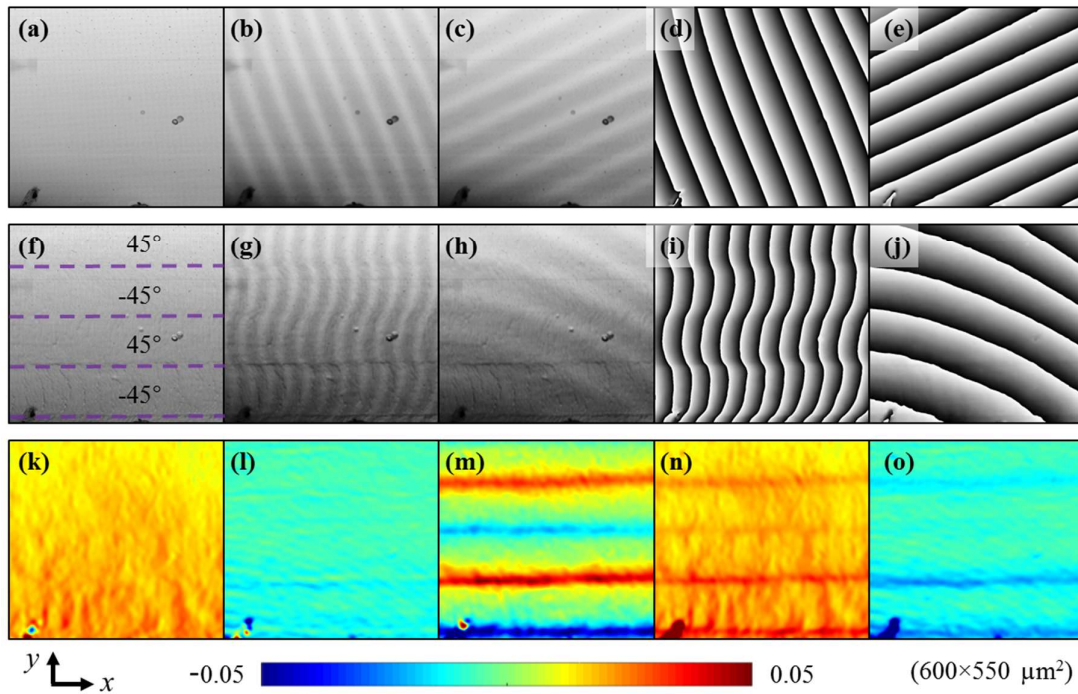 (a) (b) (c) (d) (e)
(f) (g) (h) (i) (j)
45°
-45°
45°
-45°
(k) (l) (m) (n) (o)
y
x
-0.05 0.05 (600×550 μm²)